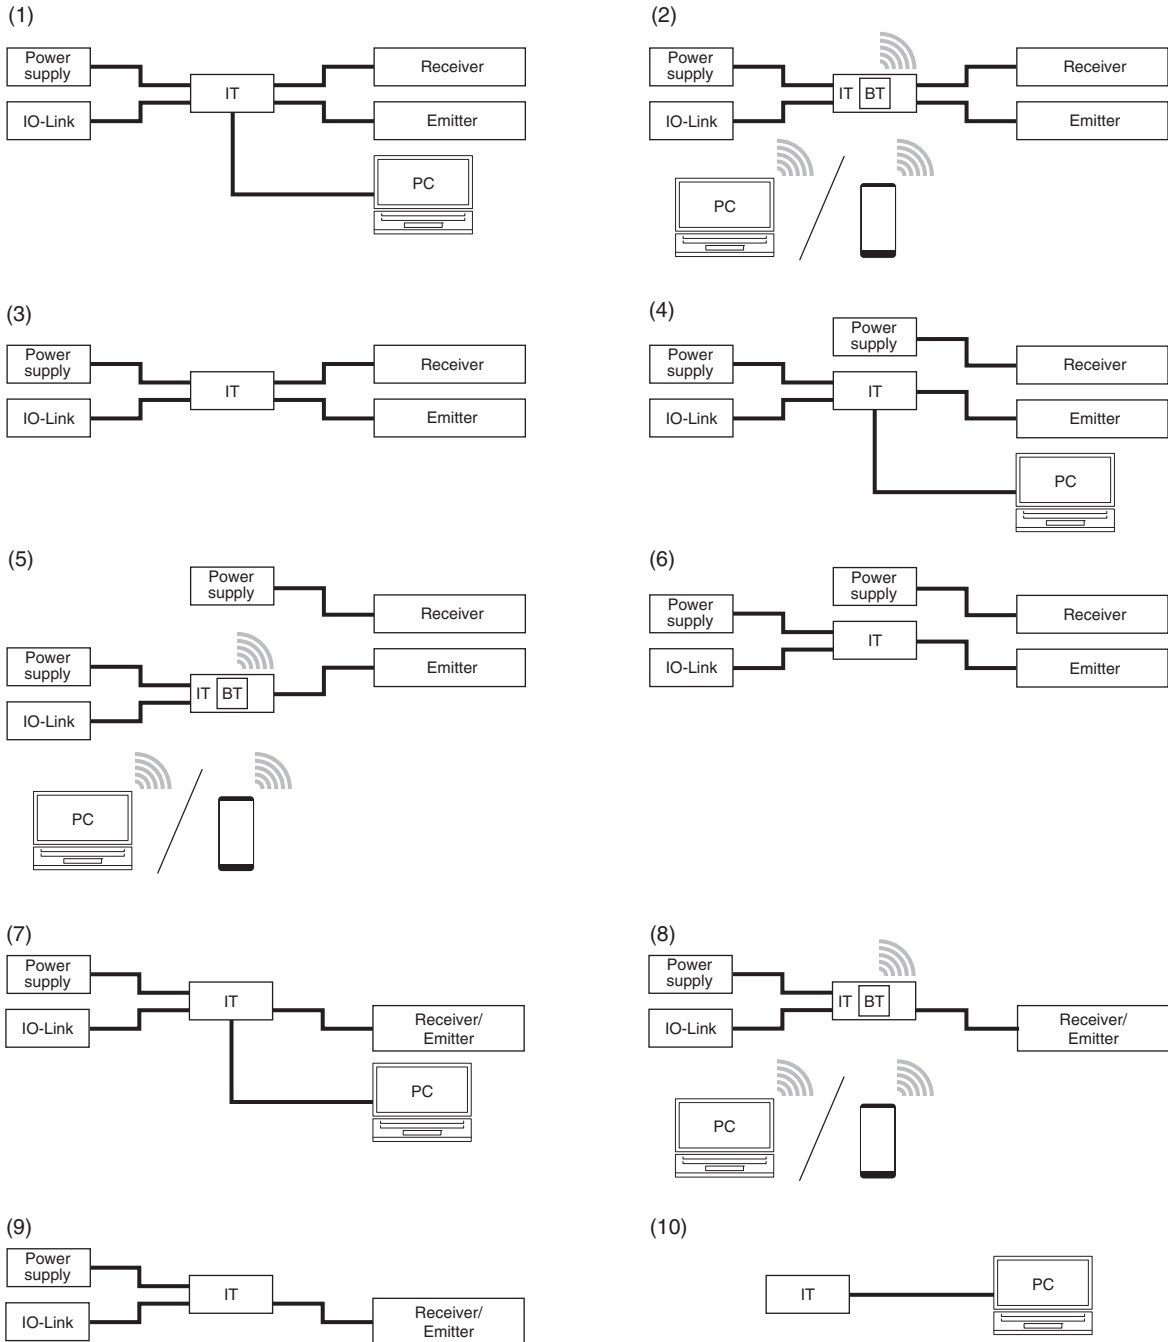 (1)
Power
supply
IO-Link
IT
Receiver
Emitter
PC
(2)
Power
supply
IO-Link
IT BT
Receiver
Emitter
PC
(3)
Power
supply
IO-Link
IT
Receiver
Emitter
(4)
Power
supply
Power
supply
IO-Link
IT
Receiver
Emitter
PC
(5)
Power
supply
Receiver
Power
supply
IO-Link
IT BT
Emitter
PC
(6)
Power
supply
Power
supply
IO-Link
IT
Receiver
Emitter
(7)
Power
supply
IO-Link
IT
Receiver/
Emitter
PC
(8)
Power
supply
IO-Link
IT BT
Receiver/
Emitter
PC
(9)
Power
supply
IO-Link
IT
Receiver/
Emitter
(10)
IT
PC